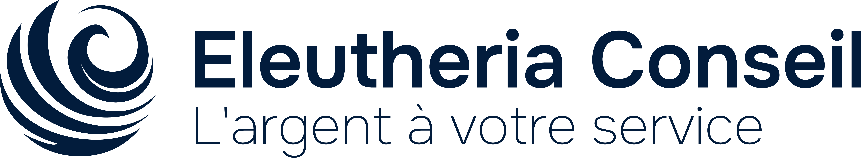 Eleutheria Conseil
L'argent à votre service